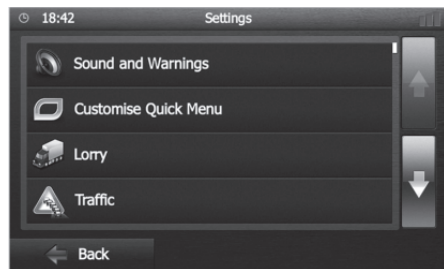 18:42 Settings
Sound and Warnings
Customise Quick Menu
Lorry
Traffic
Back